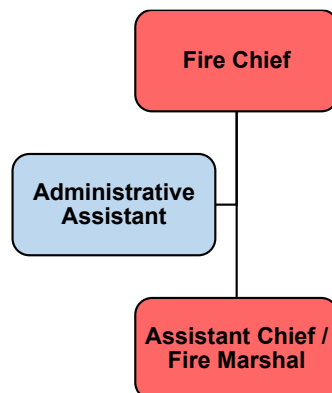 Fire Chief
Administrative
Assistant
Assistant Chief /
Fire Marshal